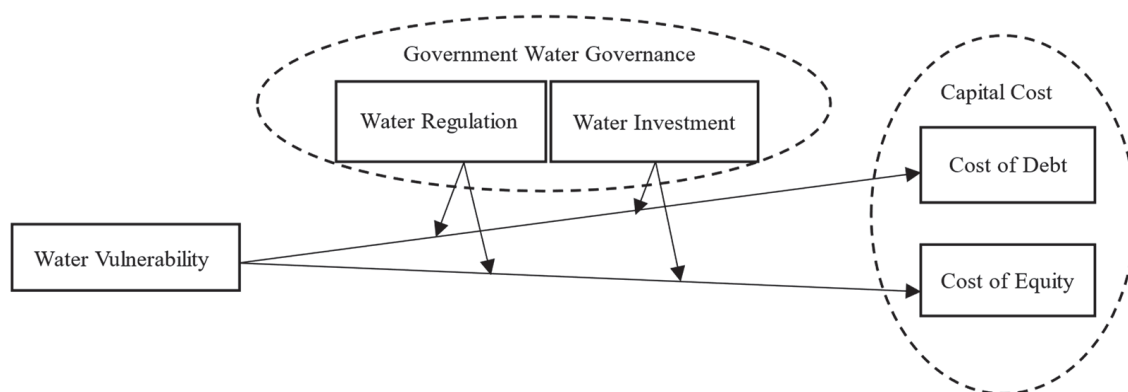 Government Water Governance
Water Regulation
Water Investment
Capital Cost
Cost of Debt
Water Vulnerability
Cost of Equity